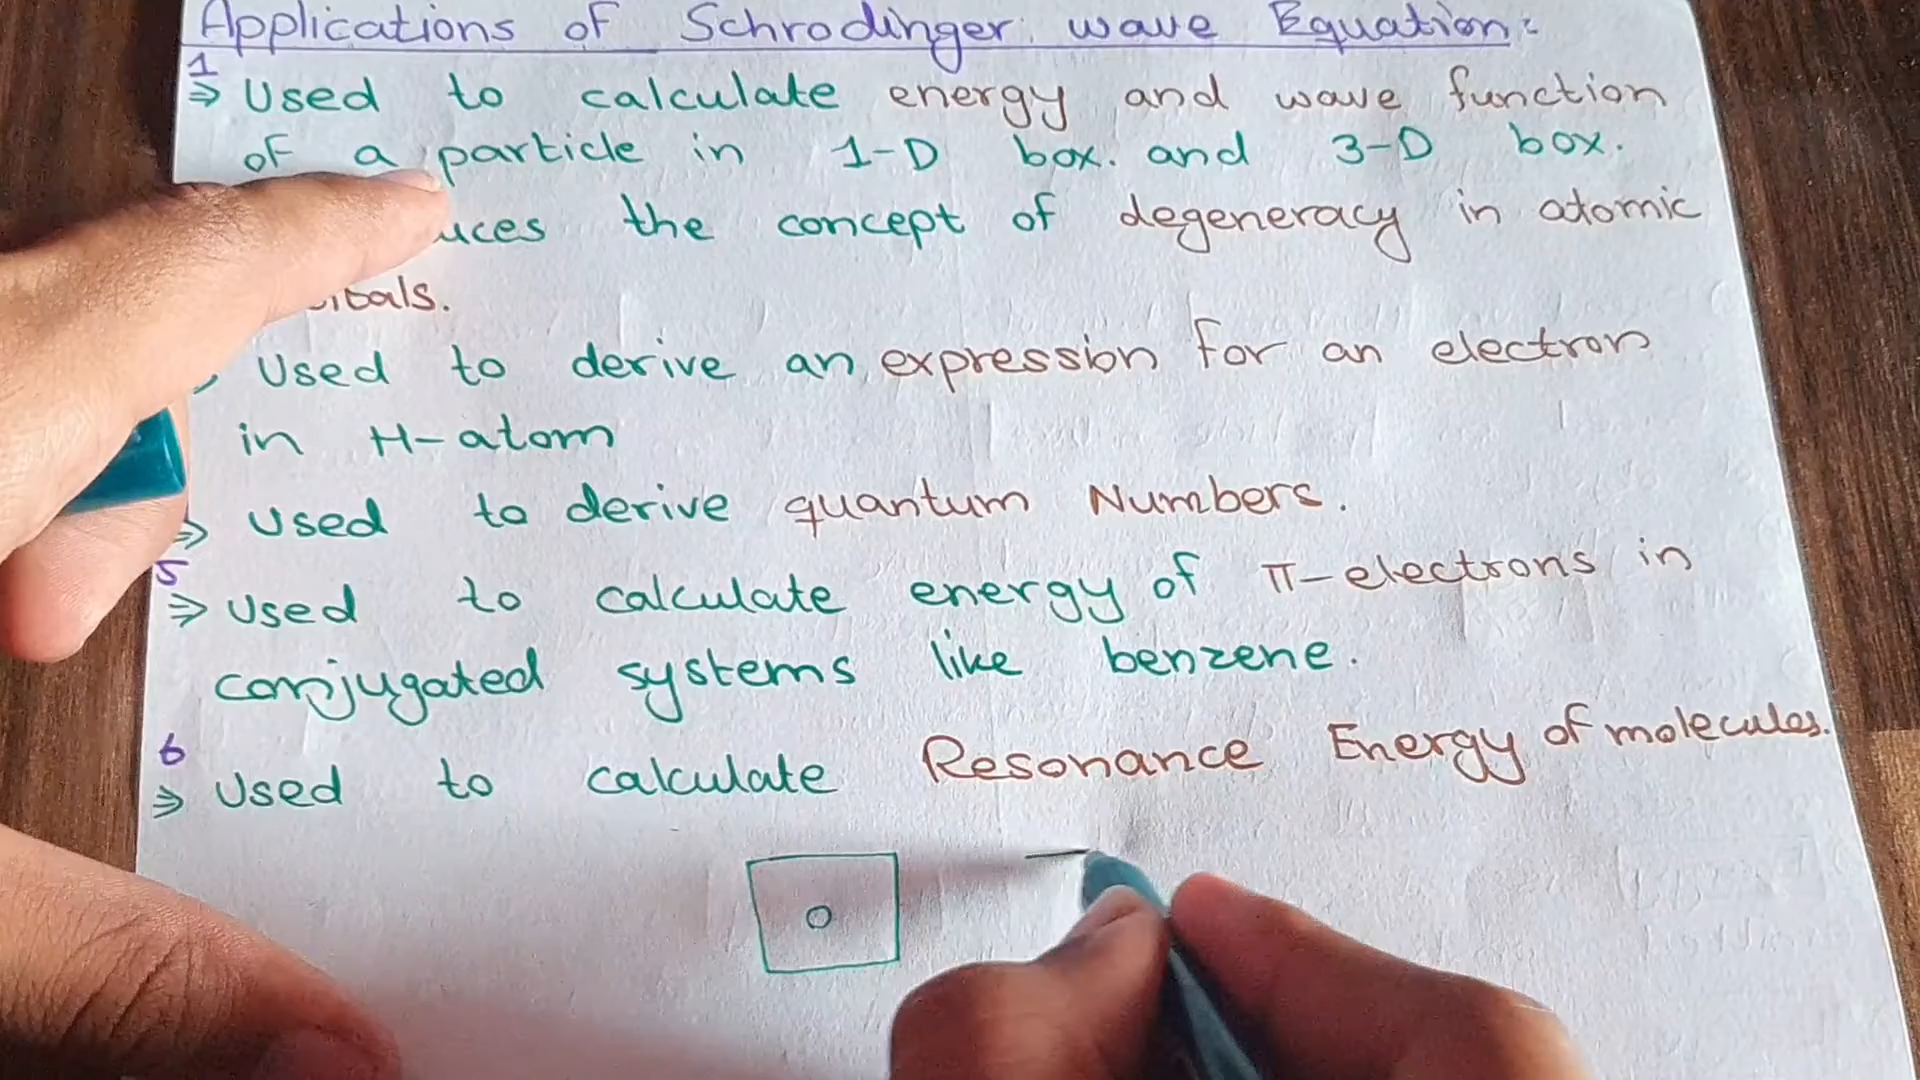 Applications of Schrodinger wave Equation:
1
⇒ Used to calculate energy and wave function
of a particle in 1-D box. and 3-D box.
uces the concept of degeneracy in atomic
bals.
Used to derive an expression for an electron
in H-atom
⇒ Used to derive quantum Numbers.
5
⇒ Used to calculate energy of π-electrons in
conjugated systems like benzene.
6
⇒ Used to calculate Resonance Energy of molecules.